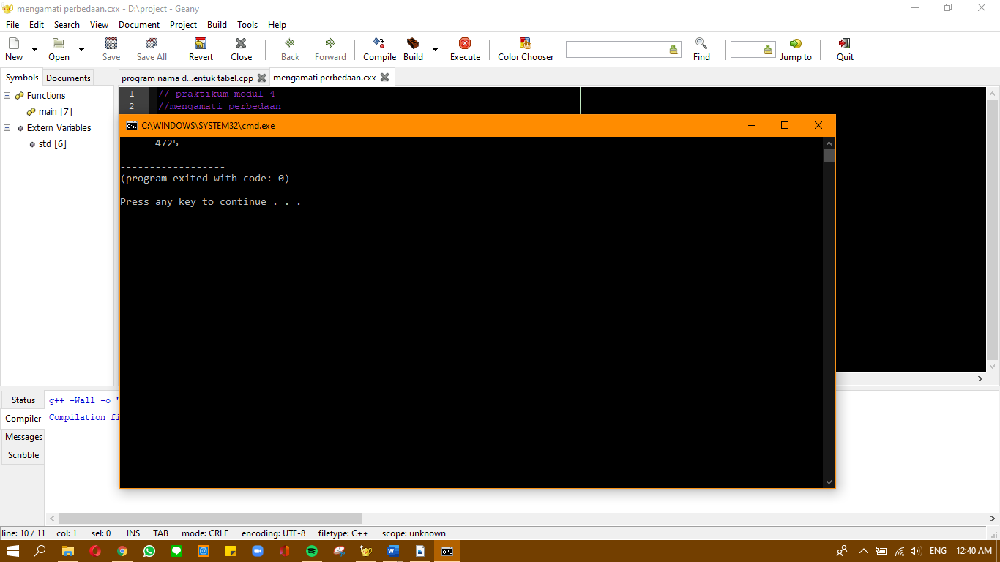 mengamati perbedaan.cxx - D:\project - Geany
File Edit Search View Document Project Build Tools Help
New Open Save Save All Revert Close Back Forward Compile Build Execute Color Chooser Find Jump to Quit
Symbols Documents program nama d...entuk tabel.cpp mengamati perbedaan.cxx
Functions
main [7]
Extern Variables
std [6]
1 // praktikum modul 4
2 //mengamati perbedaan
C:\WINDOWS\SYSTEM32\cmd.exe
4725
------------------
(program exited with code: 0)
Press any key to continue . . .
Status
Compiler
Messages
Scribble
g++ -Wall -o "
Compilation fi
line: 10 / 11 col: 1 sel: 0 INS TAB mode: CRLF encoding: UTF-8 filetype: C++ scope: unknown
ENG 12:40 AM